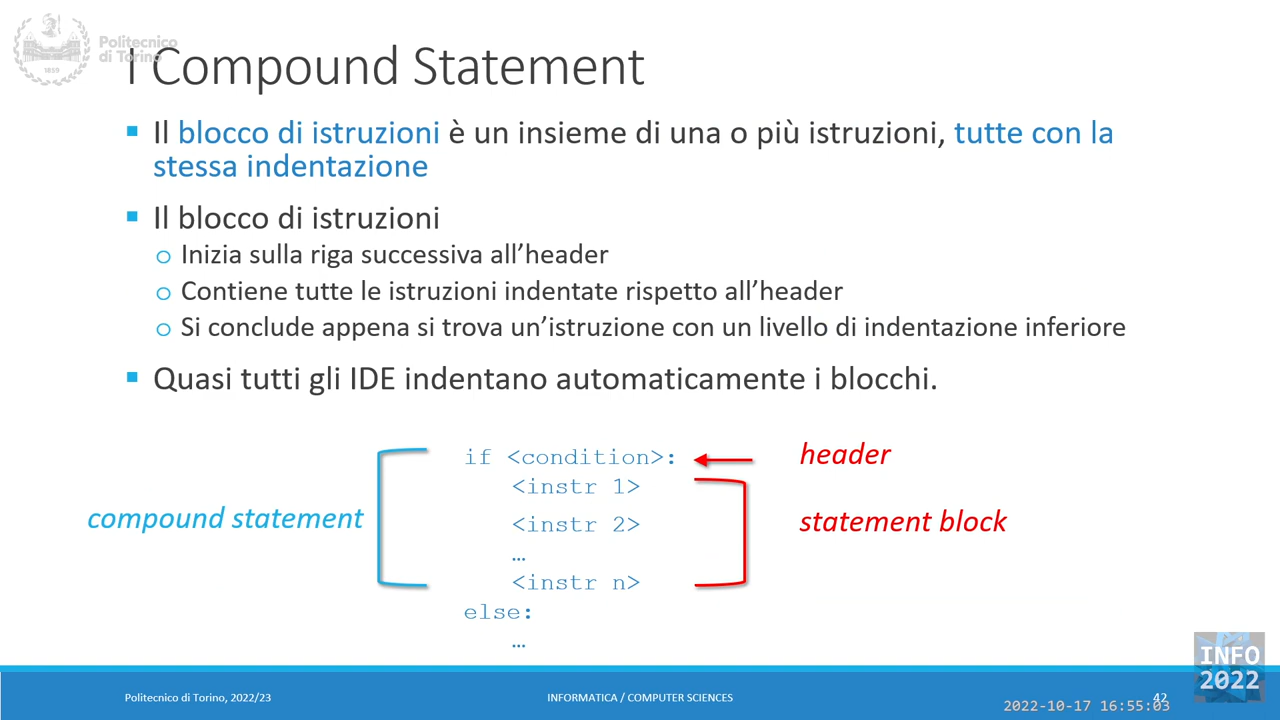 Politecnico
di Torino
1859
I Compound Statement
Il blocco di istruzioni è un insieme di una o più istruzioni, tutte con la
stessa indentazione
Il blocco di istruzioni
Inizia sulla riga successiva all’header
Contiene tutte le istruzioni indentate rispetto all’header
Si conclude appena si trova un’istruzione con un livello di indentazione inferiore
Quasi tutti gli IDE indentano automaticamente i blocchi.
if <condition>:
header
<instr 1>
compound statement
<instr 2>
statement block
…
<instr n>
else:
…
INFO
2022
Politecnico di Torino, 2022/23
INFORMATICA / COMPUTER SCIENCES
42
2022-10-17 16:55:03